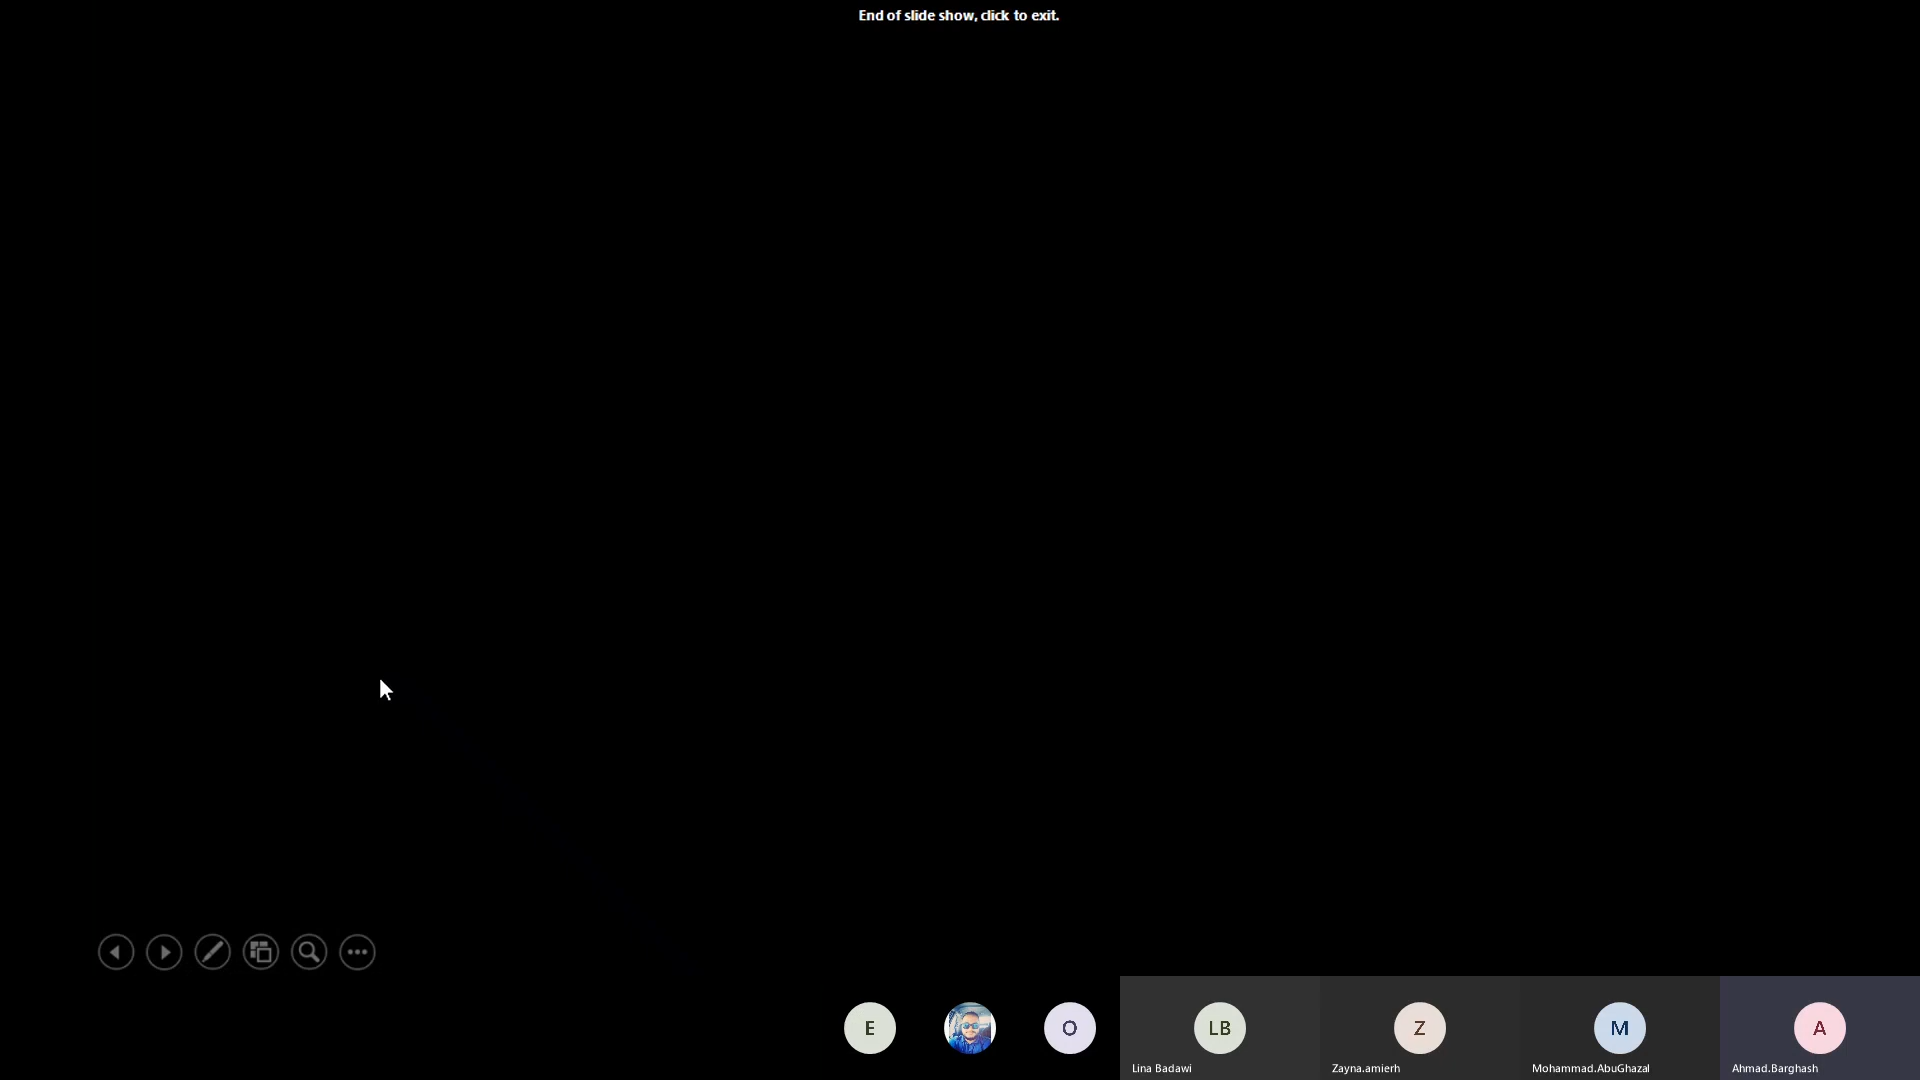 End of slide show, click to exit.
E
O
LB
Z
M
A
Lina Badawi
Zayna.amierh
Mohammad.AbuGhazal
Ahmad.Barghash